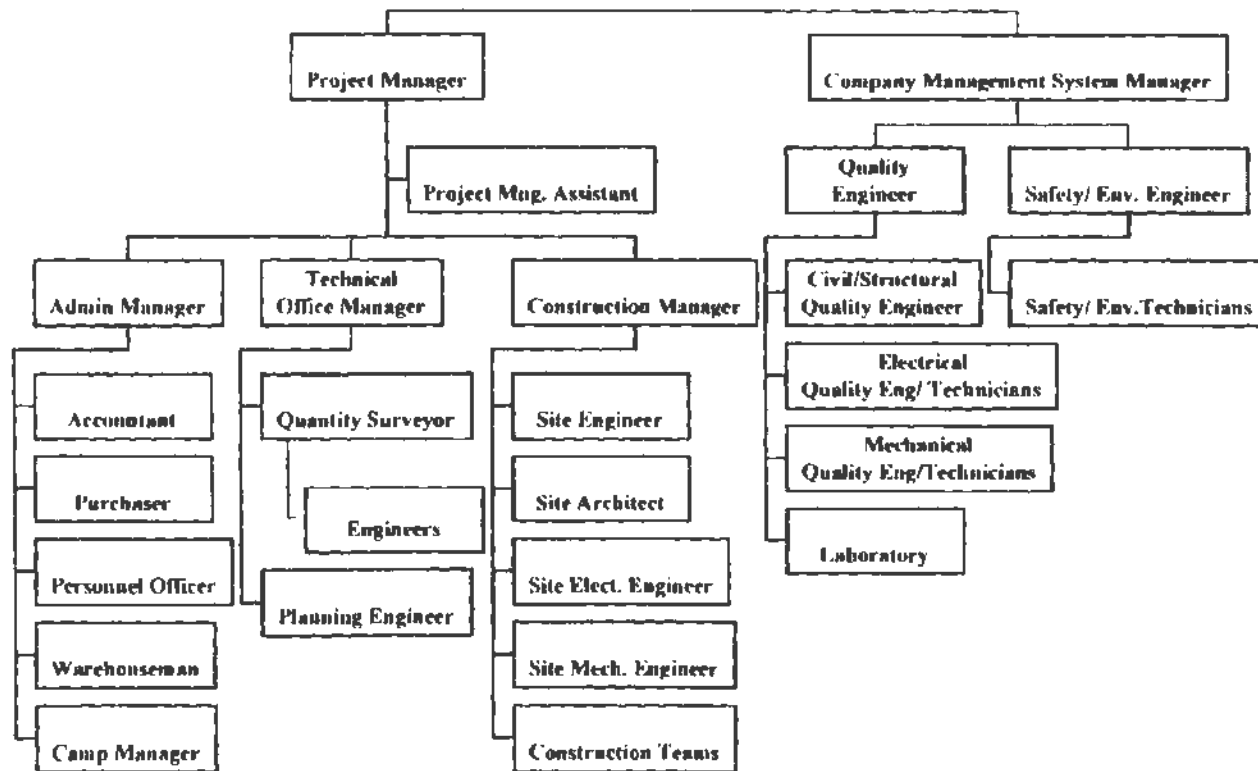 Project Manager
Company Management System Manager
Project Mng. Assistant
Quality
Engineer
Safety/ Env. Engineer
Admin Manager
Technical
Office Manager
Construction Manager
Civil/Structural
Quality Engineer
Safety/ Env.Technicians
Accountant
Quantity Surveyor
Site Engineer
Electrical
Quality Eng/ Technicians
Purchaser
Engineers
Site Architect
Mechanical
Quality Eng/Technicians
Laboratory
Personnel Officer
Planning Engineer
Site Elect. Engineer
Warehouseman
Site Mech. Engineer
Camp Manager
Construction Teams